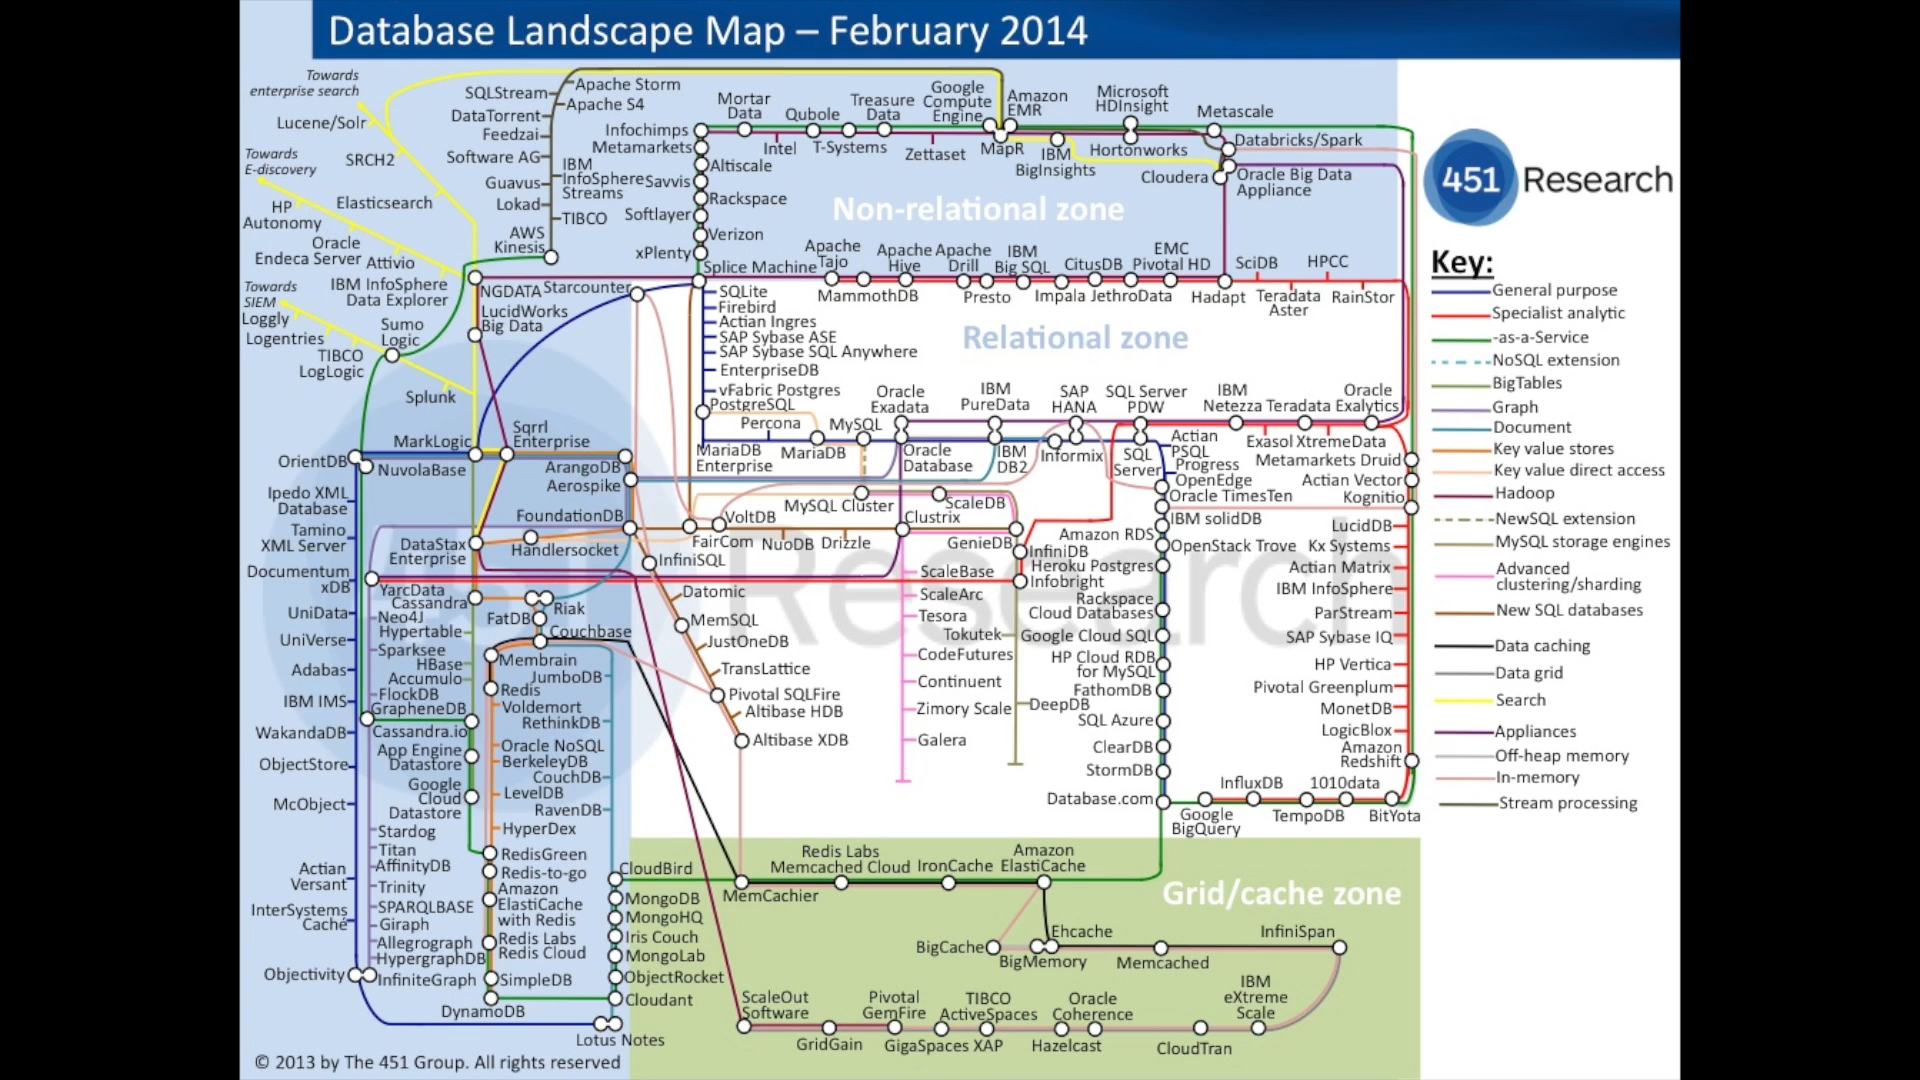 Database Landscape Map – February 2014
Towards
enterprise search
Lucene/Solr
SRCH2
Towards
E-discovery
HP
Autonomy
Elasticsearch
Oracle
Endeca Server
Attivio
IBM InfoSphere
Data Explorer
Towards
SIEM
Loggly
Logentries
Sumo
Logic
TIBCO
LogLogic
Splunk
SQLStream
DataTorrent
Feedzai
Software AG
Guavus
Lokad
AWS
Kinesis
Apache Storm
Apache S4
IBM
InfoSphere
Streams
TIBCO
Infochimps
Metamarkets
Savvis
Softlayer
xPlenty
Altiscale
Rackspace
Verizon
Mortar
Data
Intel
Qubole
T-Systems
Treasure
Data
Zettaset
Google
Compute
Engine
MapR
Amazon
EMR
IBM
BigInsights
Microsoft
HDInsight
Hortonworks
Metascale
Databricks/Spark
Cloudera
Oracle Big Data
Appliance
Non-relational zone
451 Research
NGDATA
LucidWorks
Big Data
Starcounter
Splice Machine
Apache
Tajo
MammothDB
Apache
Hive
Apache
Drill
Presto
IBM
Big SQL
Impala
CitusDB
JethroData
EMC
Pivotal HD
Hadapt
SciDB
Teradata
Aster
HPCC
RainStor
Relational zone
SQLite
Firebird
Actian Ingres
SAP Sybase ASE
SAP Sybase SQL Anywhere
EnterpriseDB
vFabric Postgres
PostgreSQL
Percona
MariaDB
Enterprise
MariaDB
MySQL
Oracle
Exadata
Oracle
Database
IBM
PureData
IBM
DB2
SAP
HANA
Informix
SQL Server
PDW
SQL
Server
IBM
Netezza
Teradata
Oracle
Exalytics
Exasol
XtremeData
Metamarkets Druid
Actian Vector
Kognitio
LucidDB
Kx Systems
Actian Matrix
IBM InfoSphere
ParStream
SAP Sybase IQ
HP Vertica
Pivotal Greenplum
MonetDB
LogicBlox
Amazon
Redshift
Actian
PSQL
Progress
OpenEdge
Oracle TimesTen
IBM solidDB
OpenStack Trove
Amazon RDS
Heroku Postgres
Rackspace
Cloud Databases
Google Cloud SQL
HP Cloud RDB
for MySQL
FathomDB
SQL Azure
ClearDB
StormDB
Database.com
Google
BigQuery
InfluxDB
TempoDB
1010data
BitYota
MarkLogic
Sqrrl
Enterprise
OrientDB
NuvolaBase
ArangoDB
Aerospike
FoundationDB
DataStax
Enterprise
Handlersocket
Ipedo XML
Database
Tamino
XML Server
Documentum
xDB
UniData
UniVerse
Adabas
IBM IMS
WakandaDB
ObjectStore
McObject
Actian
Versant
InterSystems
Caché
Objectivity
YarcData
Cassandra
Neo4J
Hypertable
Sparksee
HBase
Accumulo
FlockDB
GrapheneDB
Cassandra.io
App Engine
Datastore
Google
Cloud
Datastore
Stardog
Titan
AffinityDB
Trinity
SPARQLBASE
Giraph
Allegrograph
HypergraphDB
InfiniteGraph
Riak
FatDB
Couchbase
Membrain
JumboDB
Redis
Voldemort
RethinkDB
Oracle NoSQL
BerkeleyDB
CouchDB
LevelDB
RavenDB
HyperDex
RedisGreen
Redis-to-go
Amazon
ElastiCache
with Redis
Redis Labs
Redis Cloud
SimpleDB
DynamoDB
CloudBird
MongoDB
MongoHQ
Iris Couch
MongoLab
ObjectRocket
Cloudant
Lotus Notes
MySQL Cluster
ScaleDB
VoltDB
FairCom
NuoDB
Drizzle
Clustrix
GenieDB
InfiniSQL
InfiniDB
Infobright
Datomic
MemSQL
JustOneDB
TransLattice
Pivotal SQLFire
Altibase HDB
Altibase XDB
ScaleBase
ScaleArc
Tesora
Tokutek
CodeFutures
Continuent
Zimory Scale
DeepDB
Galera
Research
Grid/cache zone
MemCachier
Redis Labs
Memcached Cloud
IronCache
Amazon
ElastiCache
BigCache
Ehcache
BigMemory
Memcached
InfiniSpan
ScaleOut
Software
GridGain
Pivotal
GemFire
GigaSpaces XAP
TIBCO
ActiveSpaces
Hazelcast
Oracle
Coherence
CloudTran
IBM
eXtreme
Scale
© 2013 by The 451 Group. All rights reserved
Key:
General purpose
Specialist analytic
-as-a-Service
NoSQL extension
BigTables
Graph
Document
Key value stores
Key value direct access
Hadoop
NewSQL extension
MySQL storage engines
Advanced
clustering/sharding
New SQL databases
Data caching
Data grid
Search
Appliances
Off-heap memory
In-memory
Stream processing